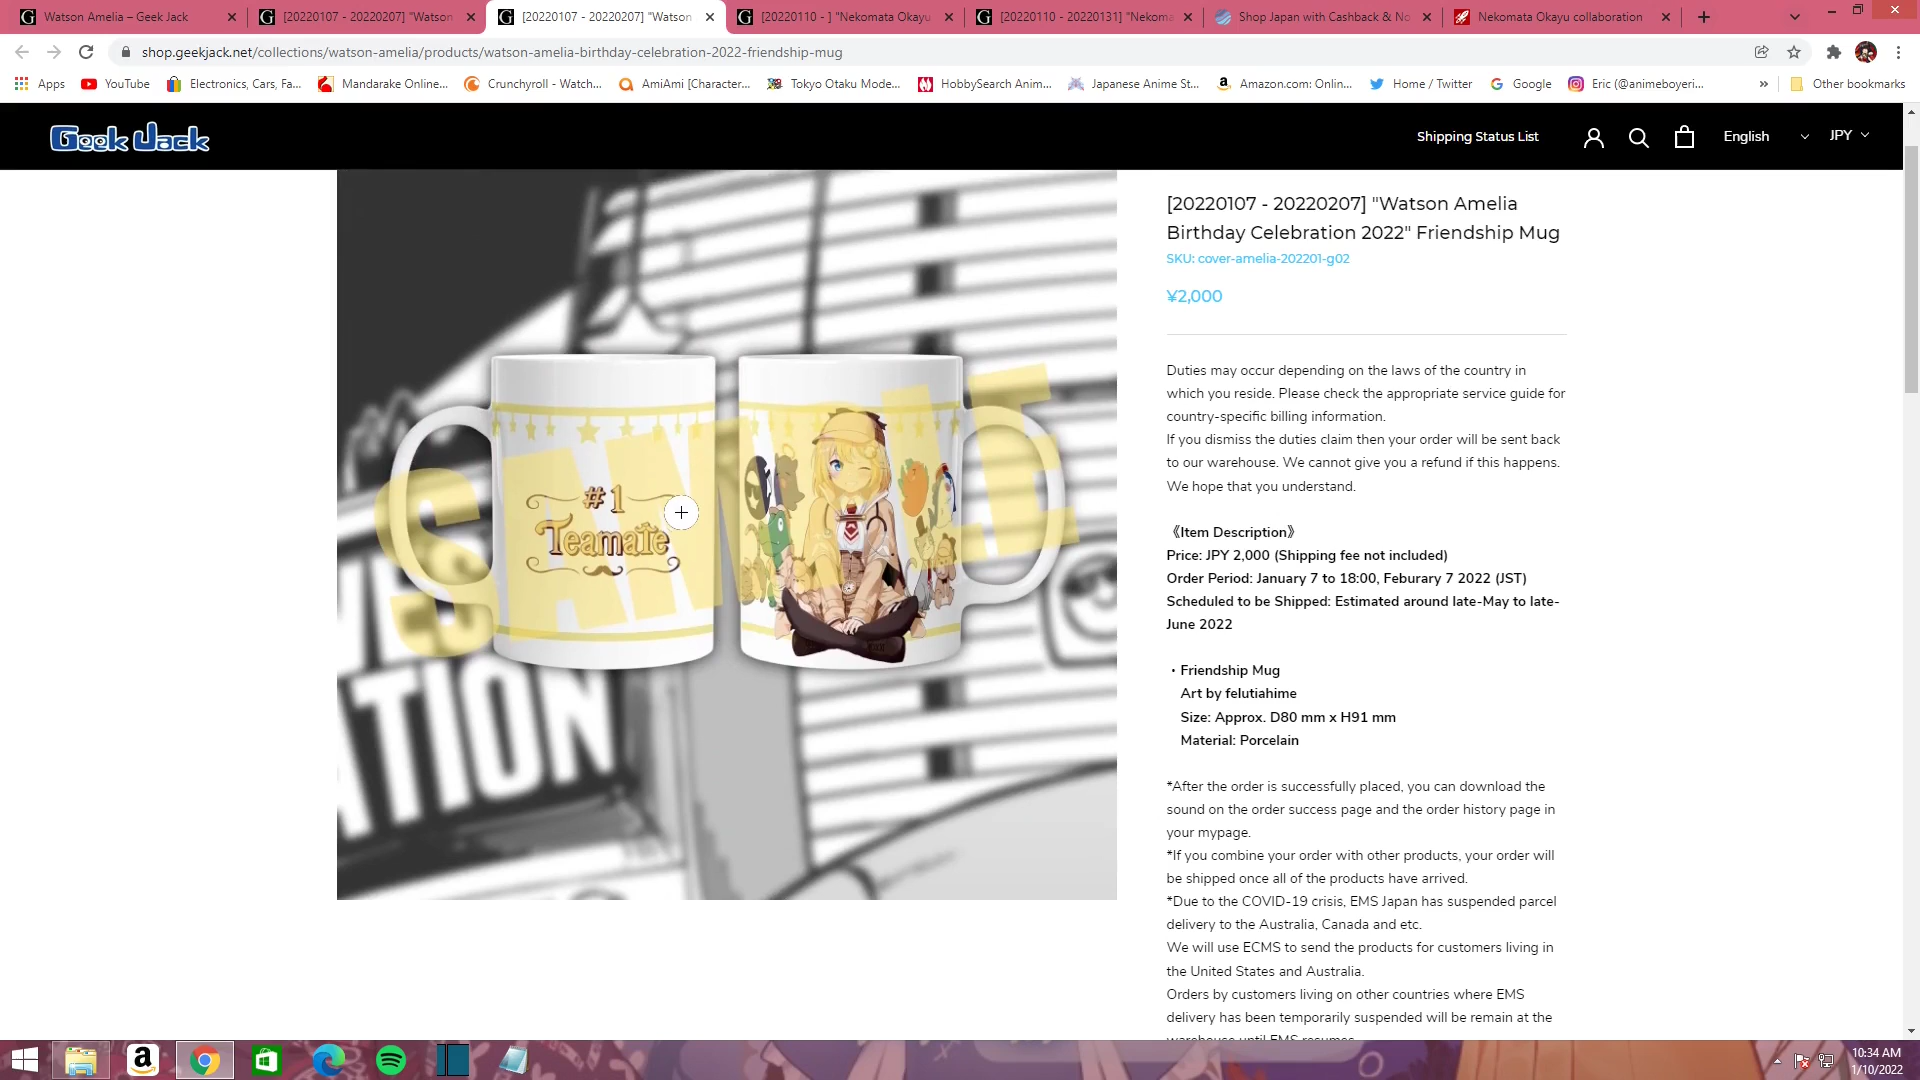 Watson Amelia – Geek Jack
[20220107 - 20220207] "Watson
[20220107 - 20220207] "Watson
[20220110 - ] "Nekomata Okayu
[20220110 - 20220131] "Nekoma
Shop Japan with Cashback & No
Nekomata Okayu collaboration
shop.geekjack.net/collections/watson-amelia/products/watson-amelia-birthday-celebration-2022-friendship-mug
Apps
YouTube
Electronics, Cars, Fa...
Mandarake Online...
Crunchyroll - Watch...
AmiAmi [Character...
Tokyo Otaku Mode...
HobbySearch Anim...
Japanese Anime St...
Amazon.com: Onlin...
Home / Twitter
Google
Eric (@animeboyeri...
»
Other bookmarks
Geek Jack
Shipping Status List
English
JPY
#1
Teamate
SAMPLE
TION
[20220107 - 20220207] "Watson Amelia
Birthday Celebration 2022" Friendship Mug
SKU: cover-amelia-202201-g02
¥2,000
Duties may occur depending on the laws of the country in
which you reside. Please check the appropriate service guide for
country-specific billing information.
If you dismiss the duties claim then your order will be sent back
to our warehouse. We cannot give you a refund if this happens.
We hope that you understand.
《Item Description》
Price: JPY 2,000 (Shipping fee not included)
Order Period: January 7 to 18:00, Feburary 7 2022 (JST)
Scheduled to be Shipped: Estimated around late-May to late-
June 2022
・Friendship Mug
Art by felutiahime
Size: Approx. D80 mm x H91 mm
Material: Porcelain
*After the order is successfully placed, you can download the
sound on the order success page and the order history page in
your mypage.
*If you combine your order with other products, your order will
be shipped once all of the products have arrived.
*Due to the COVID-19 crisis, EMS Japan has suspended parcel
delivery to the Australia, Canada and etc.
We will use ECMS to send the products for customers living in
the United States and Australia.
Orders by customers living on other countries where EMS
delivery has been temporarily suspended will be remain at the
warehouse until EMS resumes.
10:34 AM
1/10/2022